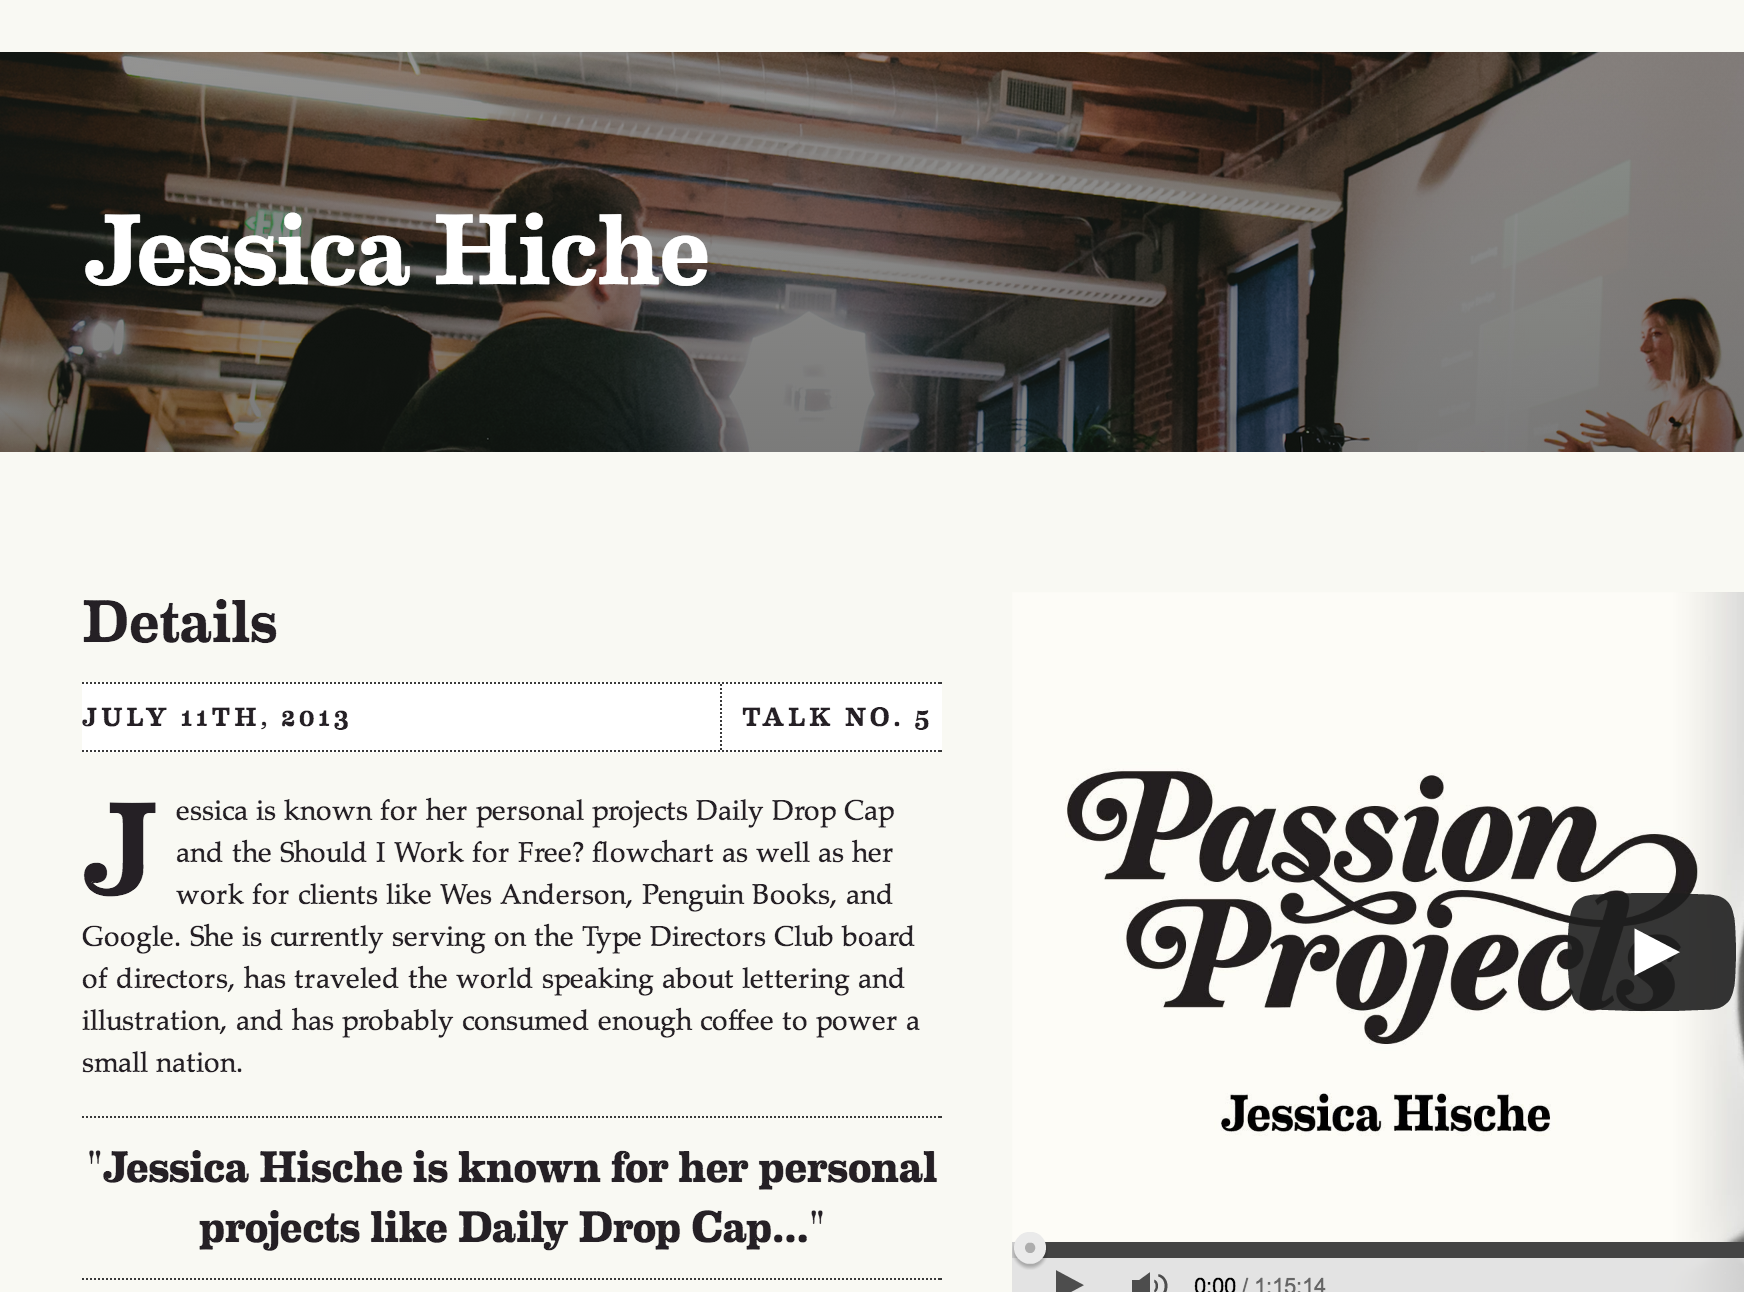 Jessica Hiche
Details
JULY 11TH, 2013
TALK NO. 5
Jessica is known for her personal projects Daily Drop Cap
and the Should I Work for Free? flowchart as well as her
work for clients like Wes Anderson, Penguin Books, and
Google. She is currently serving on the Type Directors Club board
of directors, has traveled the world speaking about lettering and
illustration, and has probably consumed enough coffee to power a
small nation.
"Jessica Hische is known for her personal
projects like Daily Drop Cap..."
Passion
Projects
Jessica Hische
0:00 / 1:15:14
EXIT